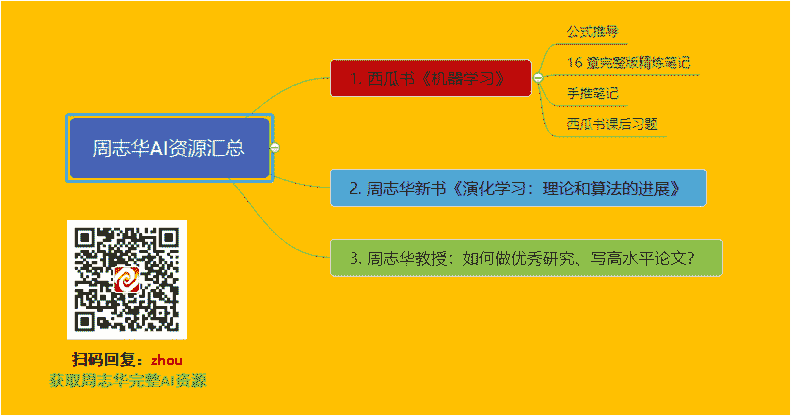 周志华AI资源汇总
1. 西瓜书《机器学习》
公式推导
16 章完整版精炼笔记
手推笔记
西瓜书课后习题
2. 周志华新书《演化学习：理论和算法的进展》
3. 周志华教授：如何做优秀研究、写高水平论文？
扫码回复：zhou
获取周志华完整AI资源